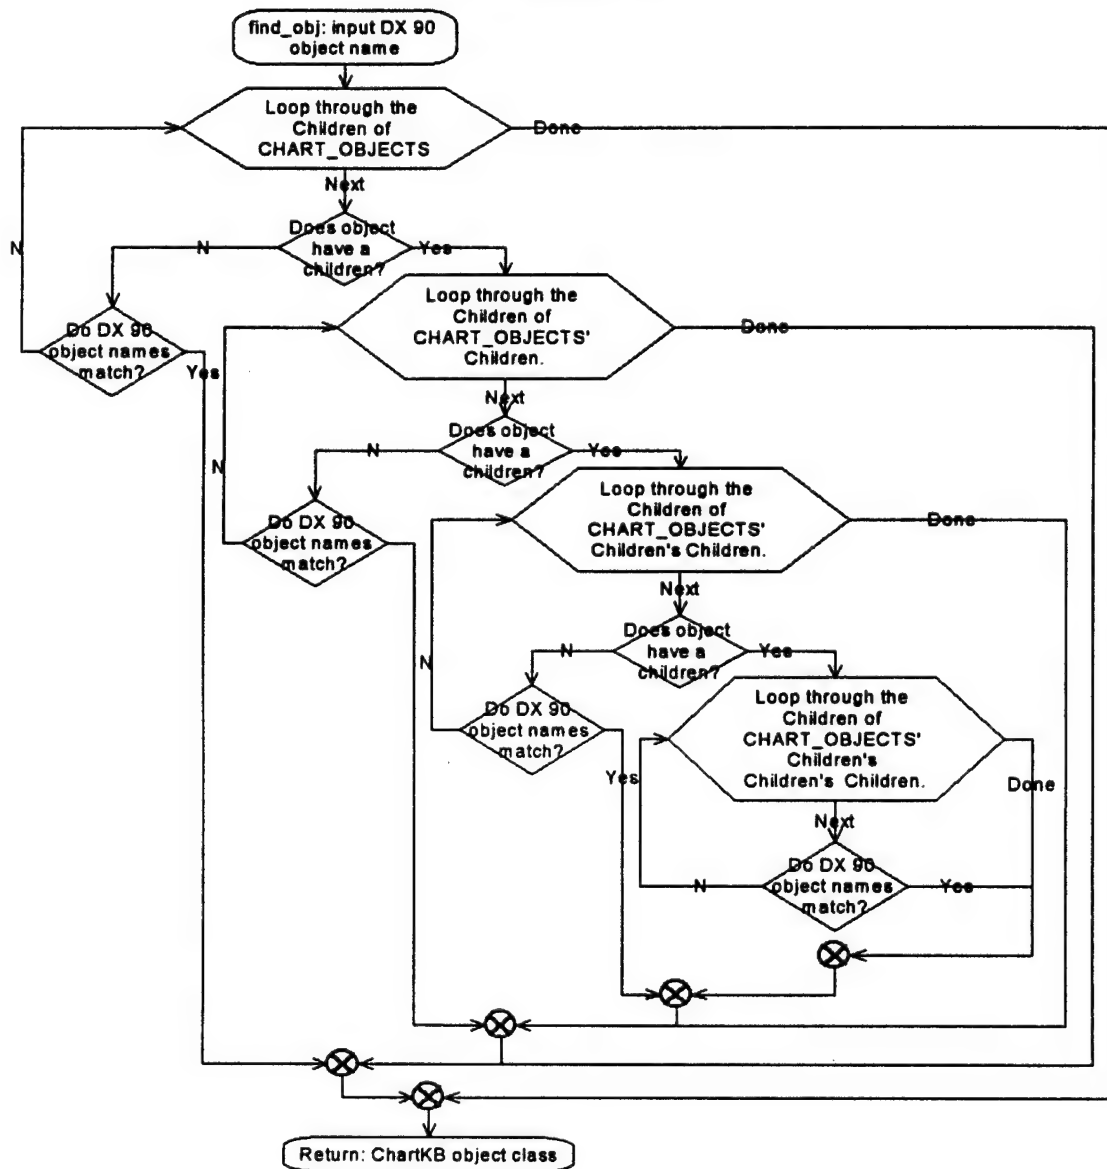 find_obj: input DX 90
object name
Loop through the
Children of
CHART_OBJECTS
Done
Next
N
Does object
have a
children?
N
Yes
Loop through the
Children of
CHART_OBJECTS'
Children.
Done
Do DX 90
object names
match?
Yes
Next
N
Does object
have a
children?
N
Yes
Loop through the
Children of
CHART_OBJECTS'
Children's Children.
Done
Do DX 90
object names
match?
Next
N
Does object
have a
children?
N
Yes
Loop through the
Children of
CHART_OBJECTS'
Children's
Children's Children.
Do DX 90
object names
match?
Yes
Done
Next
Do DX 90
object names
match?
N
Yes
Return: ChartKB object class